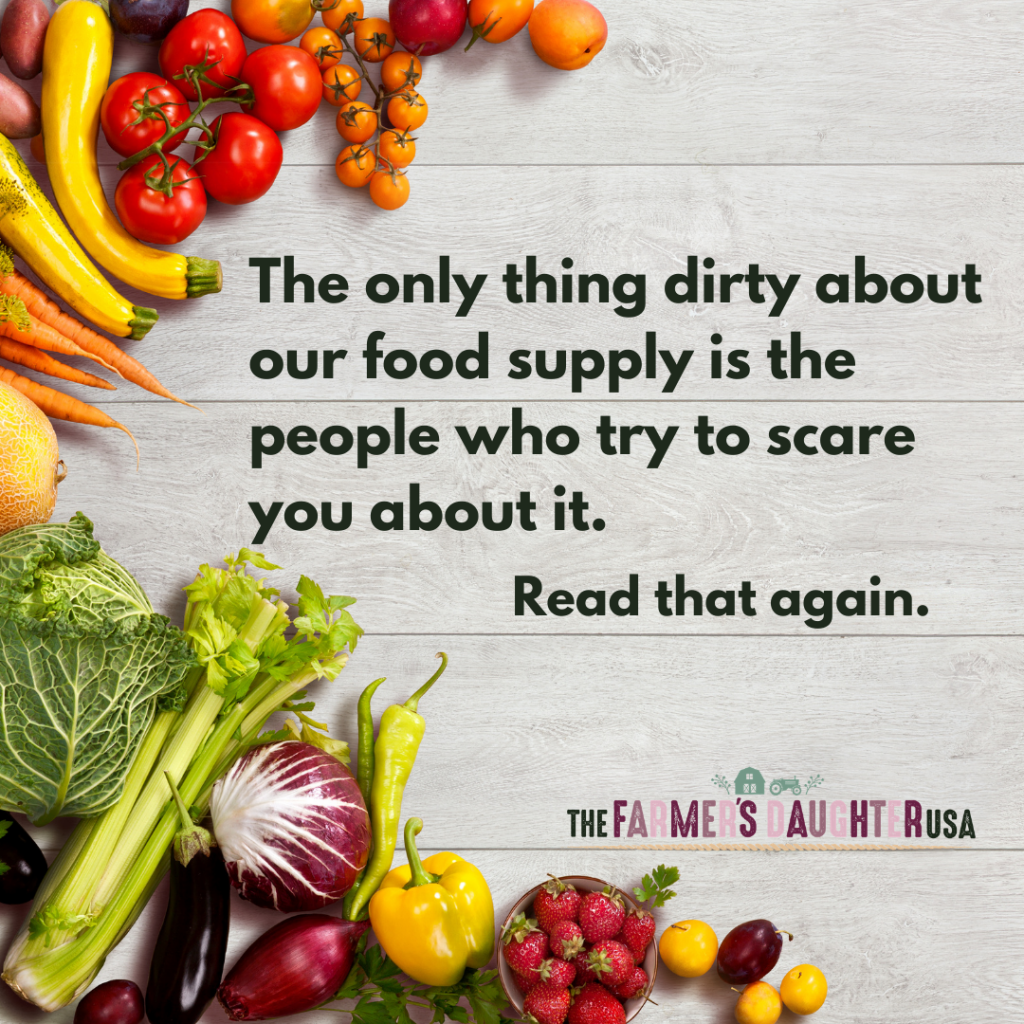 The only thing dirty about
our food supply is the
people who try to scare
you about it.
Read that again.
THE FARMER'S DAUGHTER USA